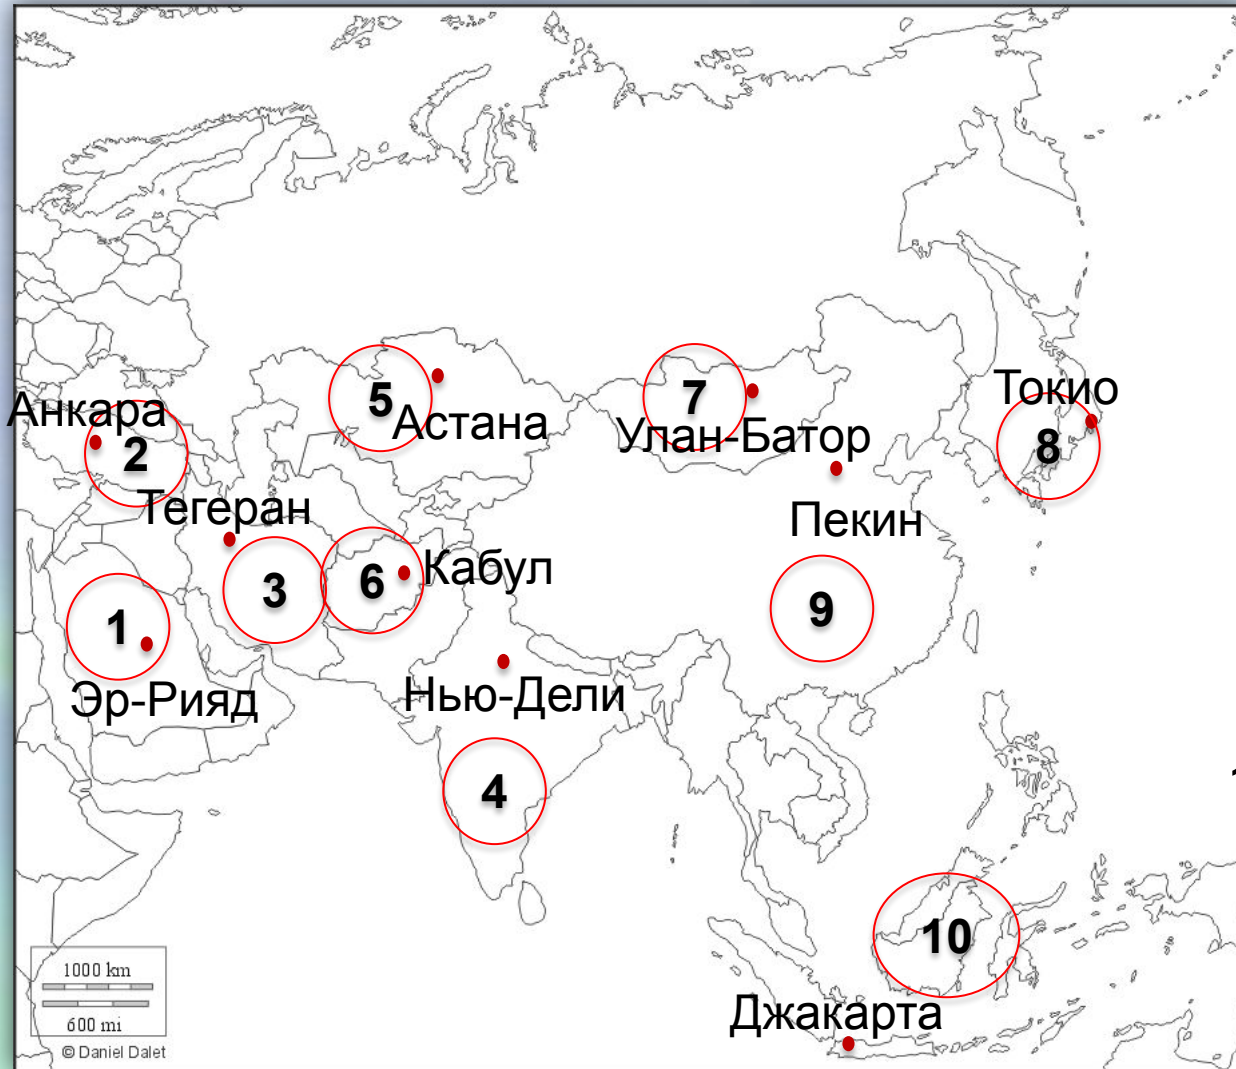 5
7
Токио
Анкара
Астана
Улан-Батор
8
2
Тегеран
Пекин
3
6
Кабул
9
1
Эр-Рияд
Нью-Дели
4
10
1000 km
600 mi
Джакарта
© Daniel Dalet